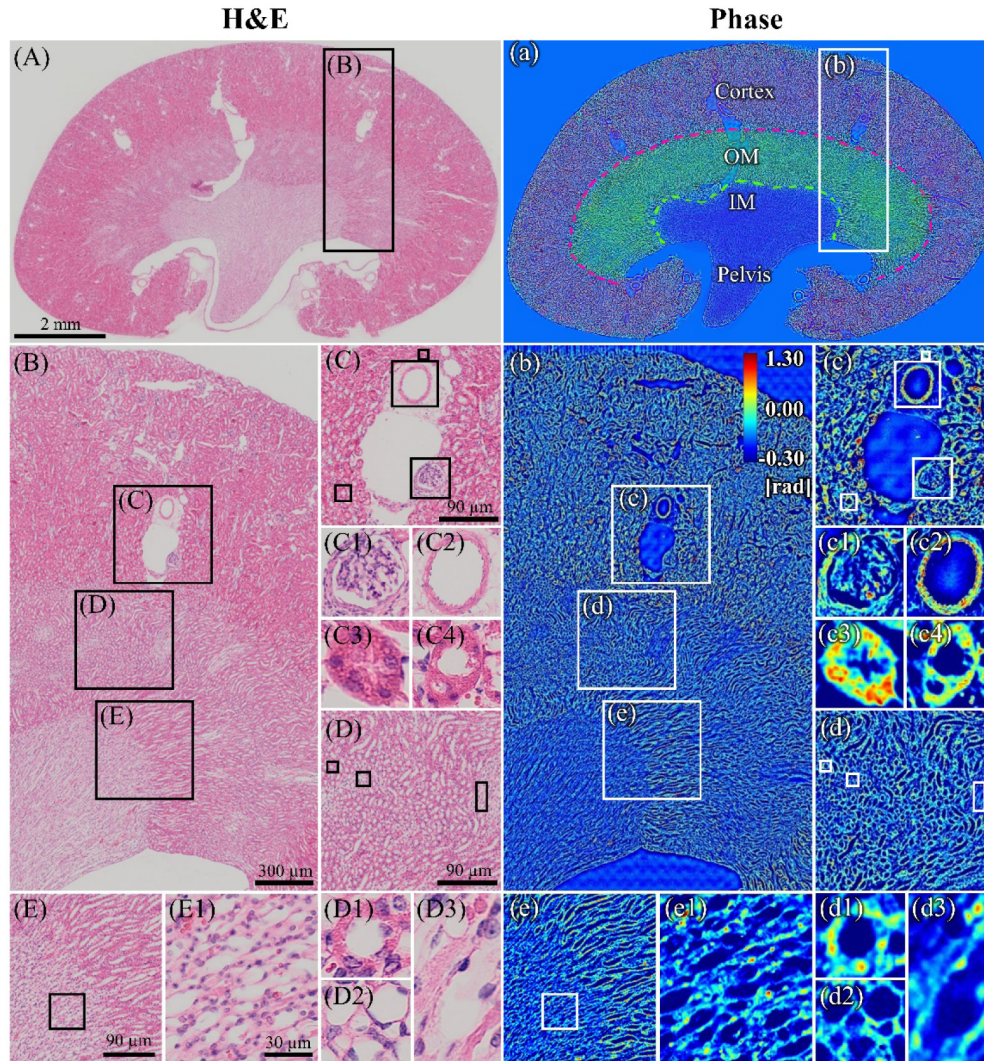 H&E
Phase
(A)
(B)
2 mm
(a)
Cortex
(b)
OM
IM
Pelvis
(B)
(C)
(D)
(E)
300 µm
(C)
90 µm
(C1)
(C2)
(C3)
(C4)
(D)
90 µm
(b)
1.30
0.00
-0.30
[rad]
(c)
(d)
(e)
(c)
(c1)
(c2)
(c3)
(c4)
(d)
(E)
90 µm
(E1)
30 µm
(D1)
(D3)
(D2)
(e)
(e1)
(d1)
(d3)
(d2)